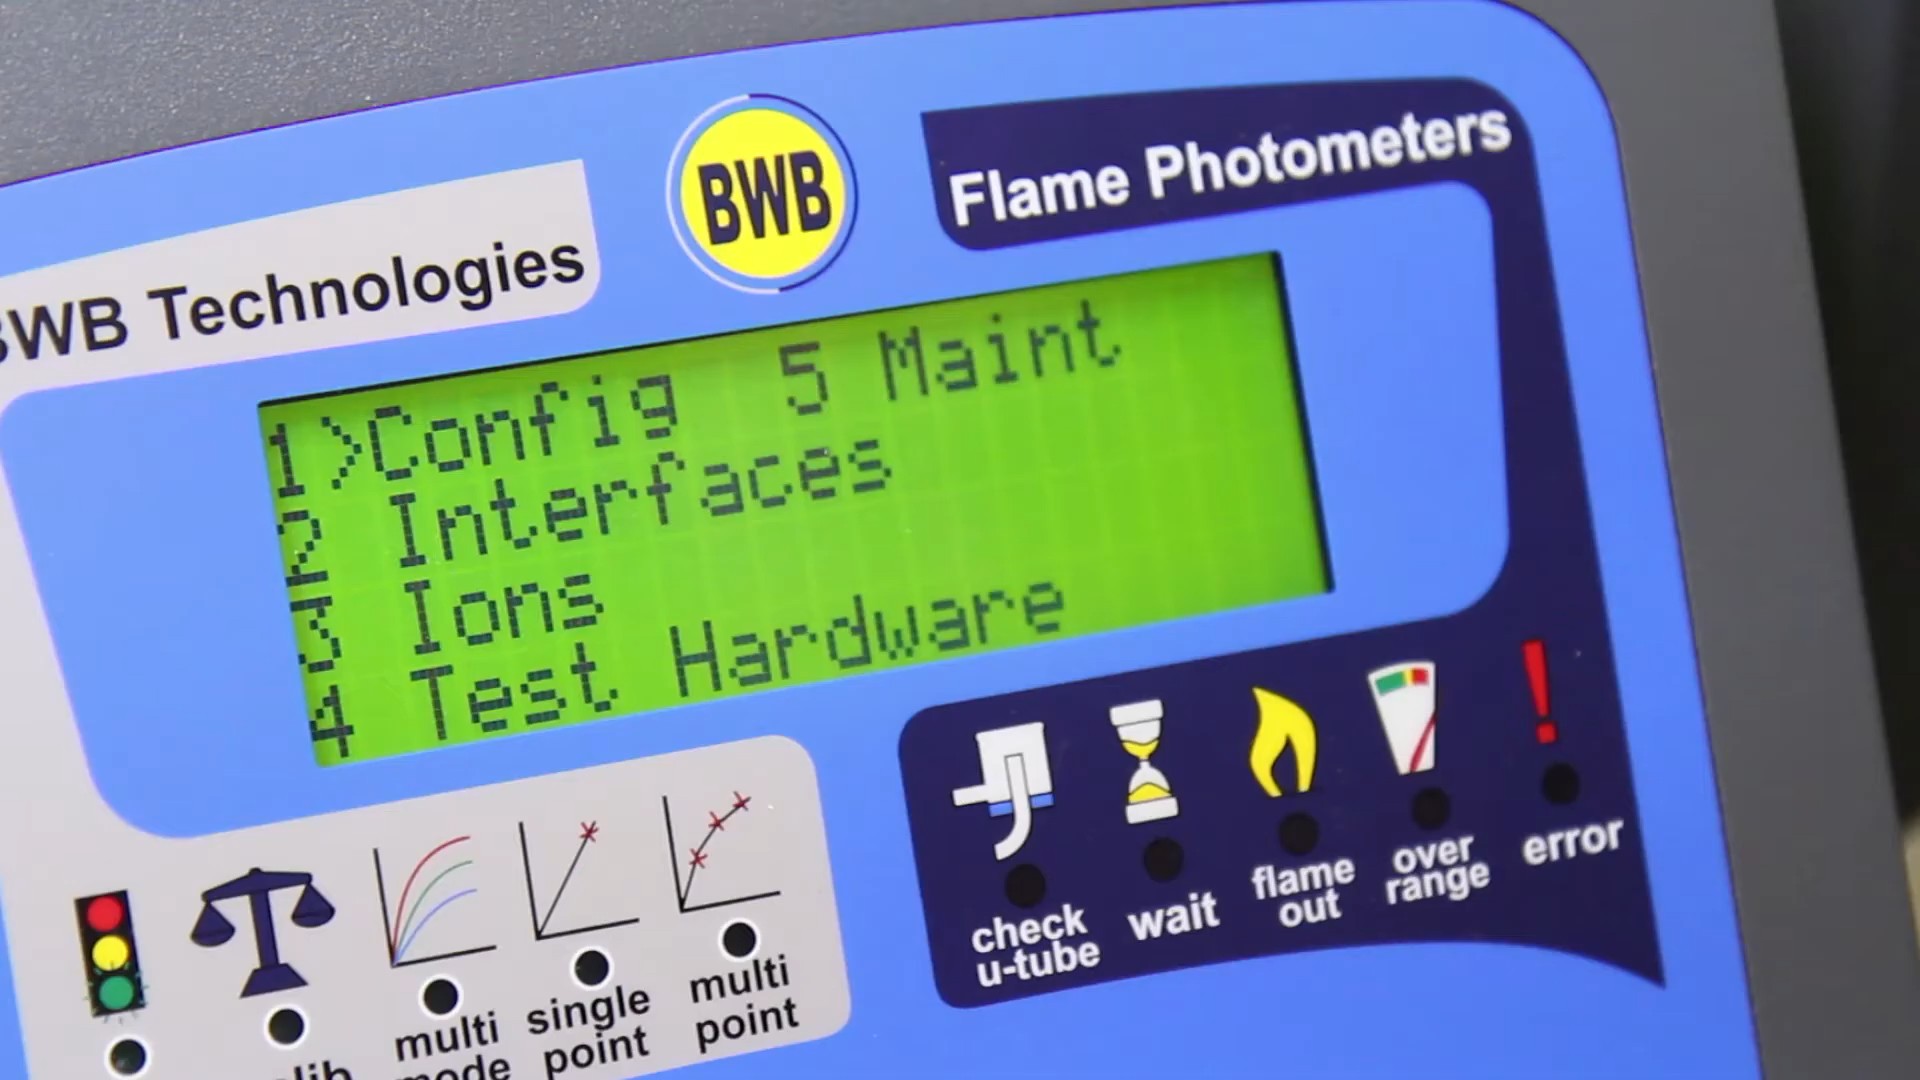 BWB Technologies
BWB
Flame Photometers
1>Config 5 Maint
2 Interfaces
3 Ions
4 Test Hardware
multi
mode
single
point
multi
point
check
u-tube
wait
flame
out
over
range
error